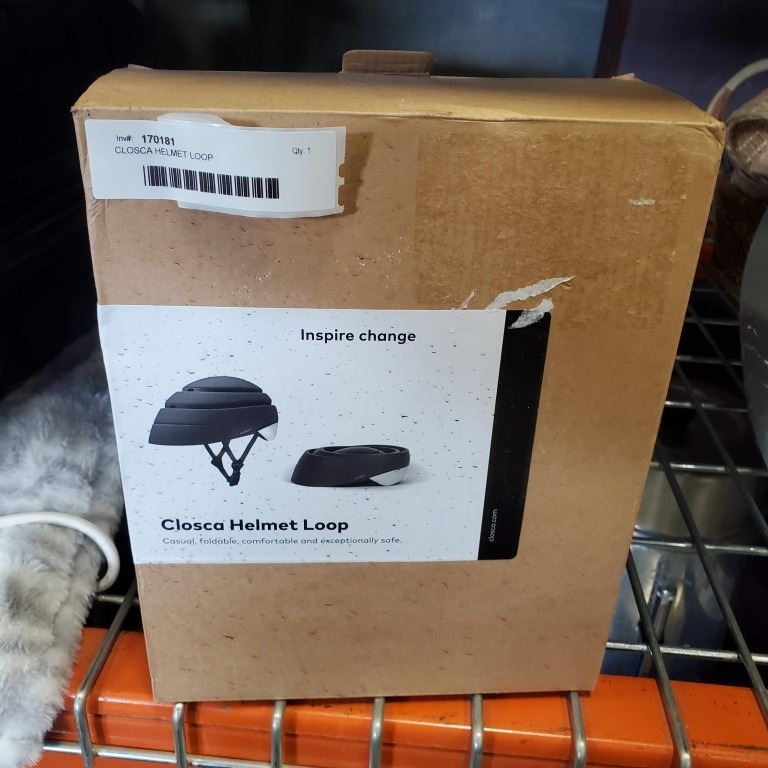 Inv#: 170181
CLOSCA HELMET LOOP Qty. 1
Inspire change
Closca Helmet Loop
Casual, foldable, comfortable and exceptionally safe.
closca.com